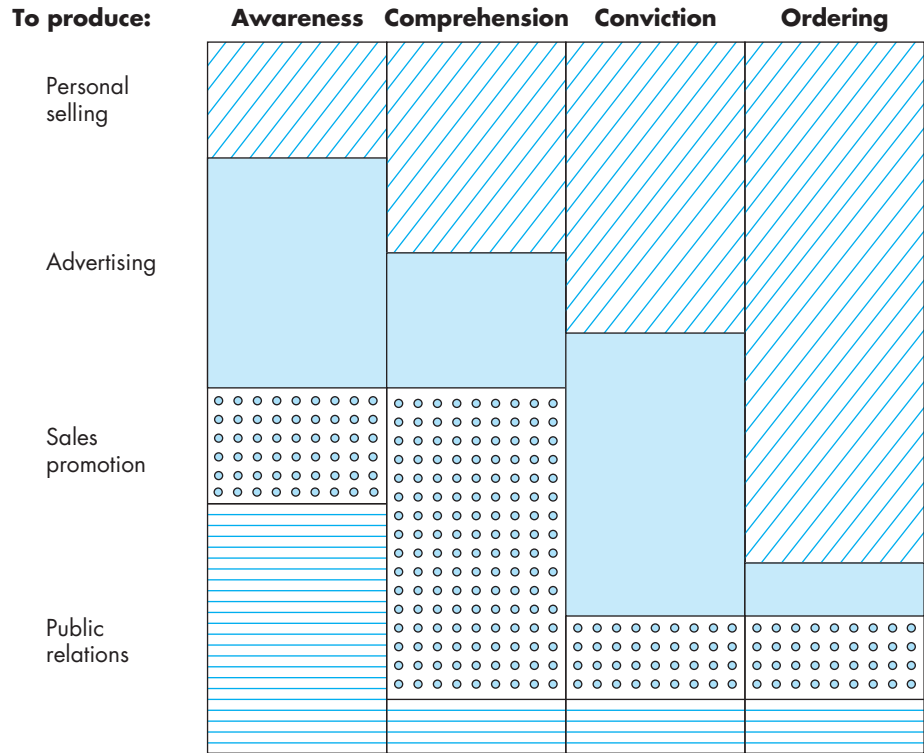 To produce: Awareness Comprehension Conviction Ordering
Personal
selling
Advertising
Sales
promotion
Public
relations